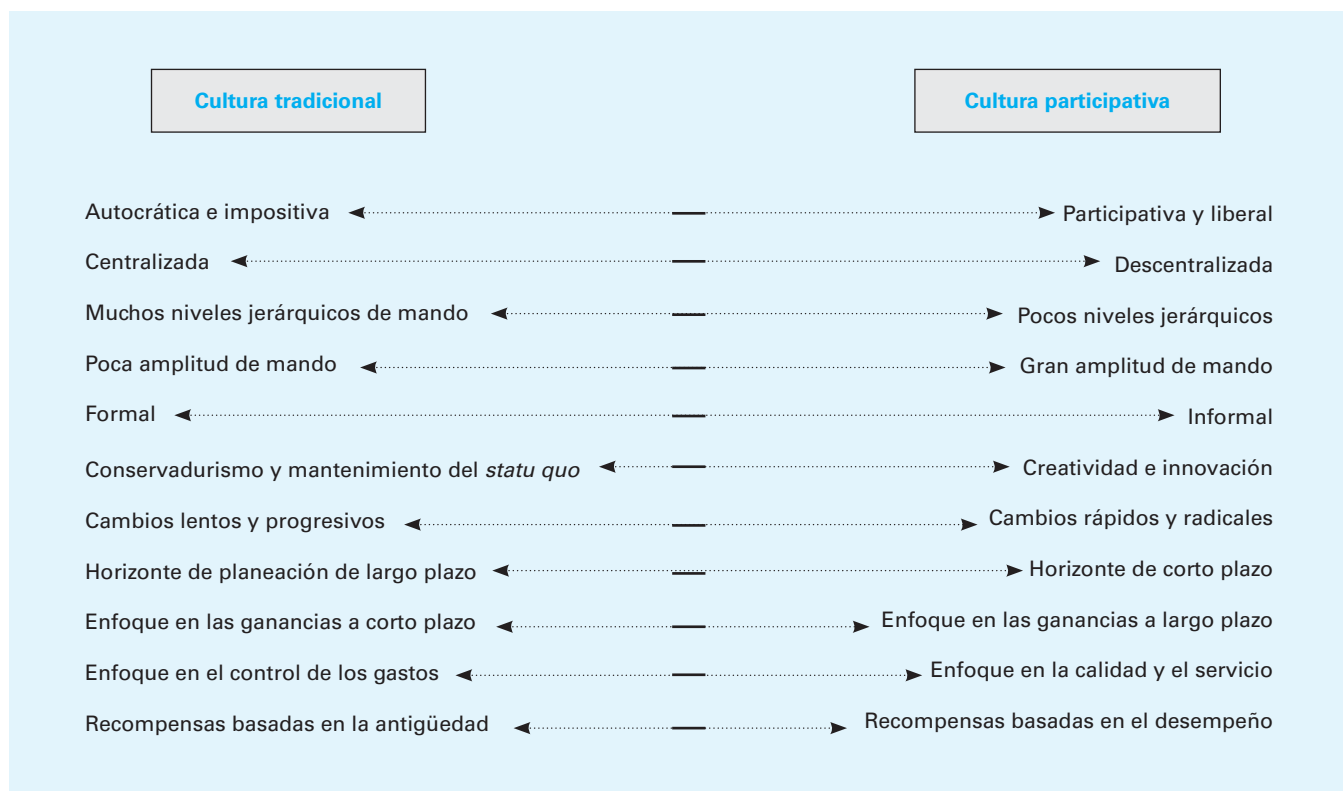 Cultura tradicional Cultura participativa
Autocrática e impositiva Participativa y liberal
Centralizada Descentralizada
Muchos niveles jerárquicos de mando Pocos niveles jerárquicos
Poca amplitud de mando Gran amplitud de mando
Formal Informal
Conservadurismo y mantenimiento del statu quo Creatividad e innovación
Cambios lentos y progresivos Cambios rápidos y radicales
Horizonte de planeación de largo plazo Horizonte de corto plazo
Enfoque en las ganancias a corto plazo Enfoque en las ganancias a largo plazo
Enfoque en el control de los gastos Enfoque en la calidad y el servicio
Recompensas basadas en la antigüedad Recompensas basadas en el desempeño